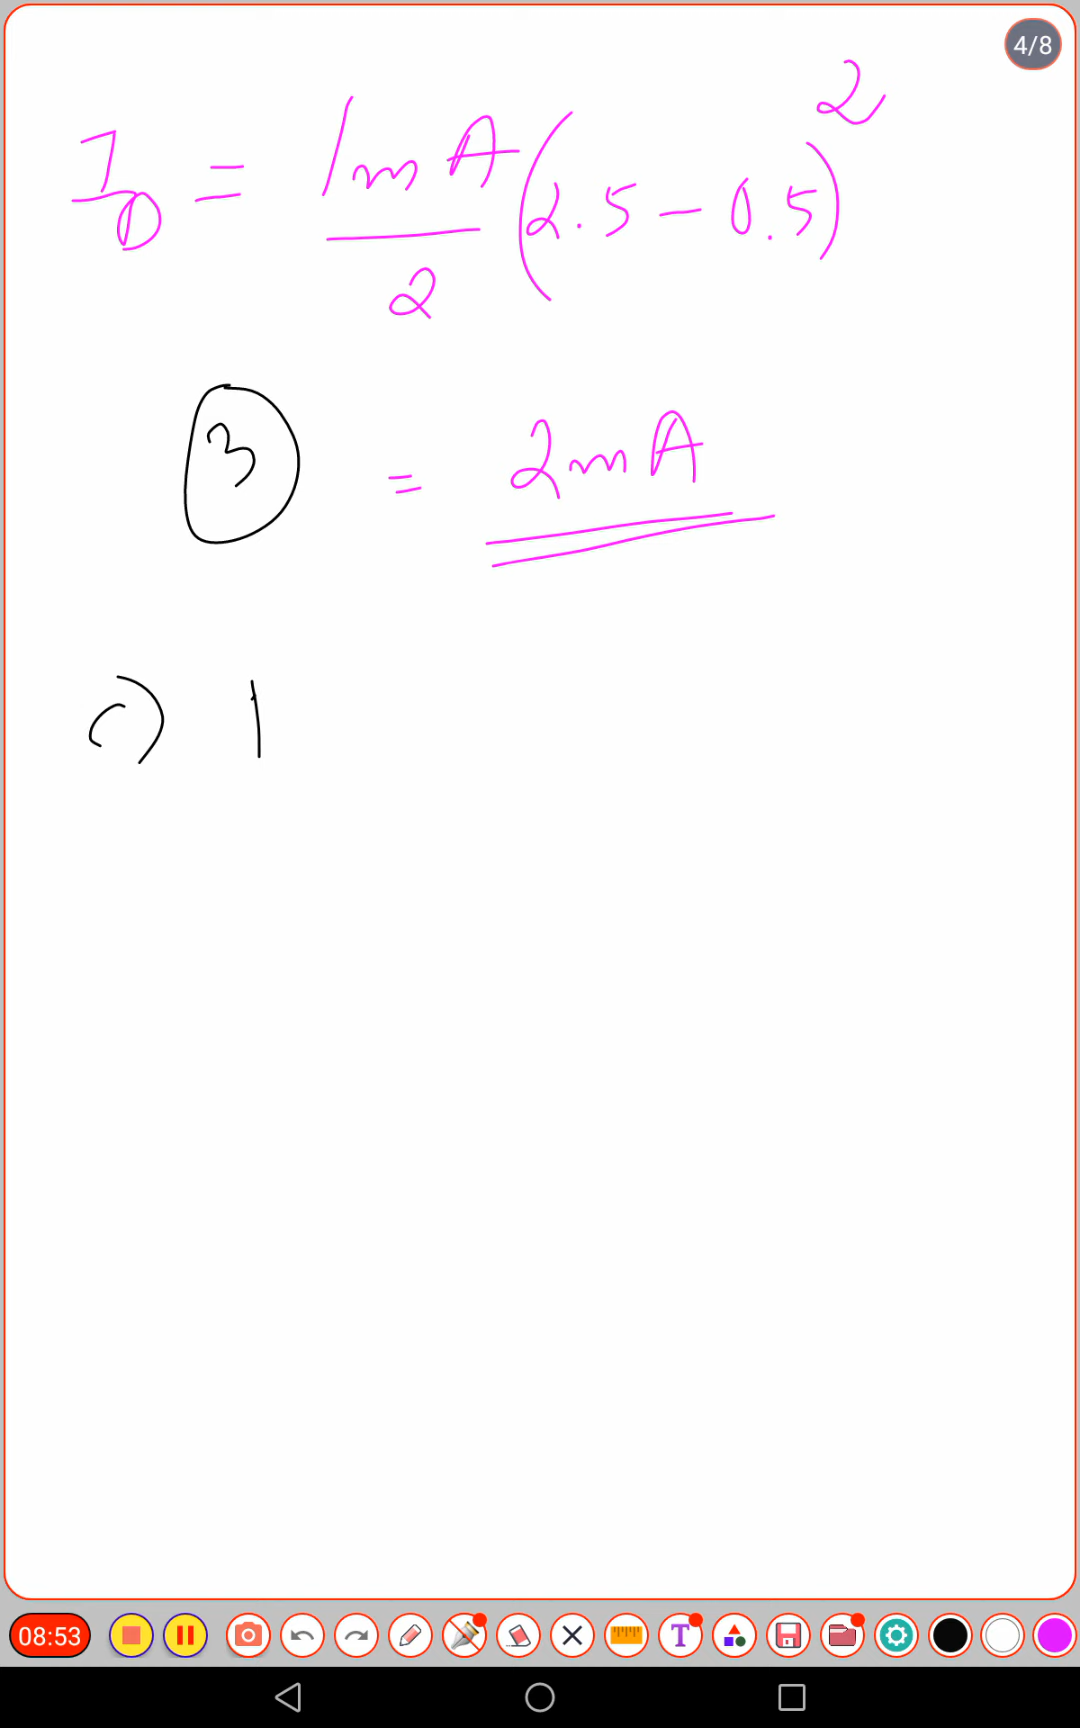 4/8
I_D = 1mA/2 (2.5 - 0.5)^2
3 = 2mA
c) 1
08:53
T